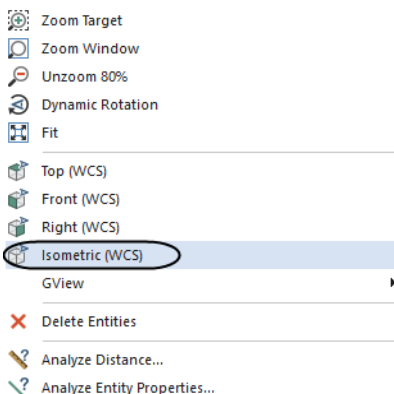 Zoom Target
Zoom Window
Unzoom 80%
Dynamic Rotation
Fit
Top (WCS)
Front (WCS)
Right (WCS)
Isometric (WCS)
GView
Delete Entities
Analyze Distance...
Analyze Entity Properties...